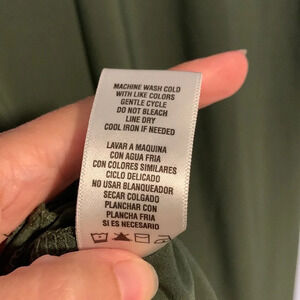 MACHINE WASH COLD
WITH LIKE COLORS
GENTLE CYCLE
DO NOT BLEACH
LINE DRY
COOL IRON IF NEEDED
LAVAR A MAQUINA
CON AGUA FRIA
CON COLORES SIMILARES
CICLO DELICADO
NO USAR BLANQUEADOR
SECAR COLGADO
PLANCHAR CON
PLANCHA FRIA
SI ES NECESARIO